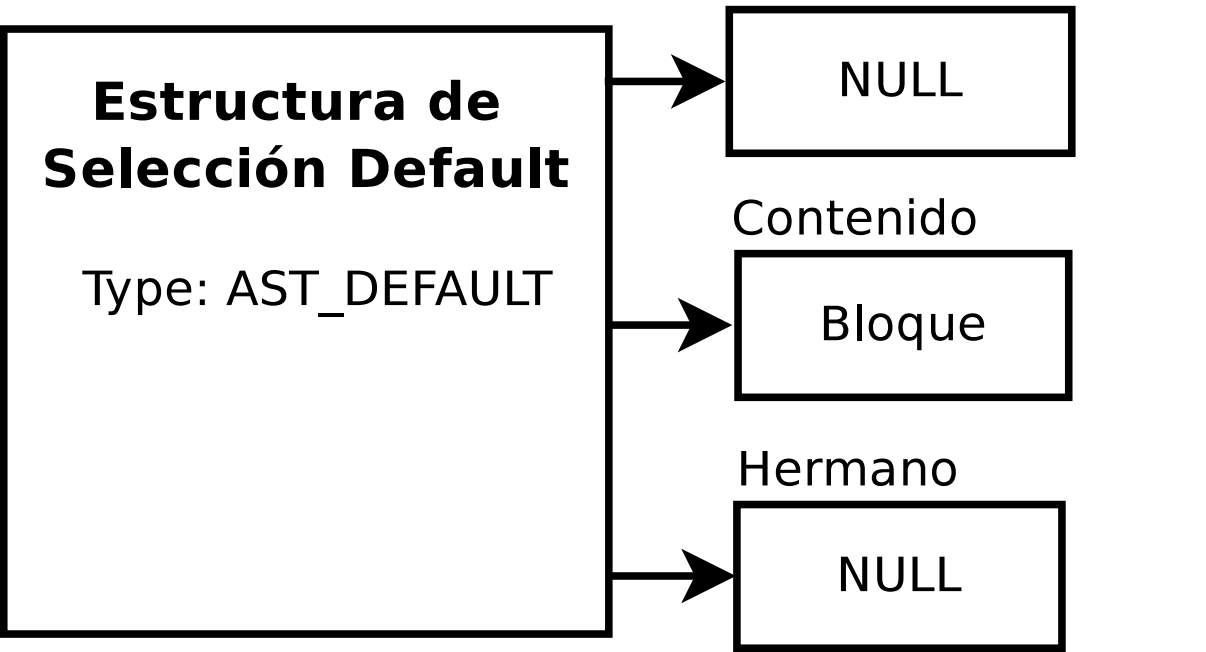 Estructura de
Selección Default
Type: AST_DEFAULT
NULL
Contenido
Bloque
Hermano
NULL